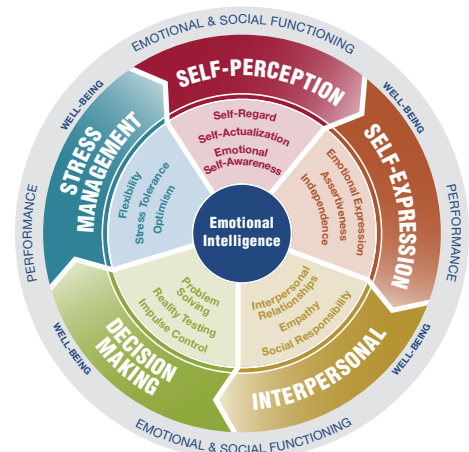 EMOTIONAL & SOCIAL FUNCTIONING
WELL-BEING
WELL-BEING
PERFORMANCE
PERFORMANCE
WELL-BEING
WELL-BEING
EMOTIONAL & SOCIAL FUNCTIONING
SELF-PERCEPTION
Self-Regard
Self-Actualization
Emotional
Self-Awareness
SELF-EXPRESSION
Emotional Expression
Assertiveness
Independence
INTERPERSONAL
Interpersonal
Relationships
Empathy
Social Responsibility
DECISION
MAKING
Problem
Solving
Reality Testing
Impulse Control
STRESS
MANAGEMENT
Flexibility
Stress Tolerance
Optimism
Emotional
Intelligence